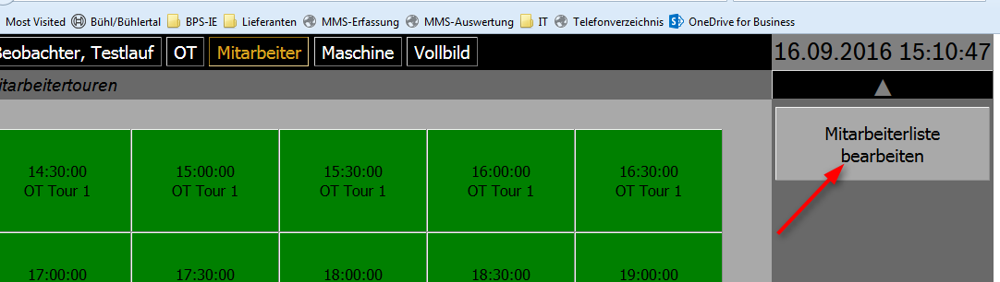 Most Visited Bühl/Bühlertal BPS-IE Lieferanten MMS-Erfassung MMS-Auswertung IT Telefonverzeichnis OneDrive for Business
Beobachter, Testlauf OT Mitarbeiter Maschine Vollbild 16.09.2016 15:10:47
itarbeitertouren
Mitarbeiterliste
bearbeiten
14:30:00 15:00:00 15:30:00 16:00:00 16:30:00
OT Tour 1 OT Tour 1 OT Tour 1 OT Tour 1 OT Tour 1
17:00:00 17:30:00 18:00:00 18:30:00 19:00:00